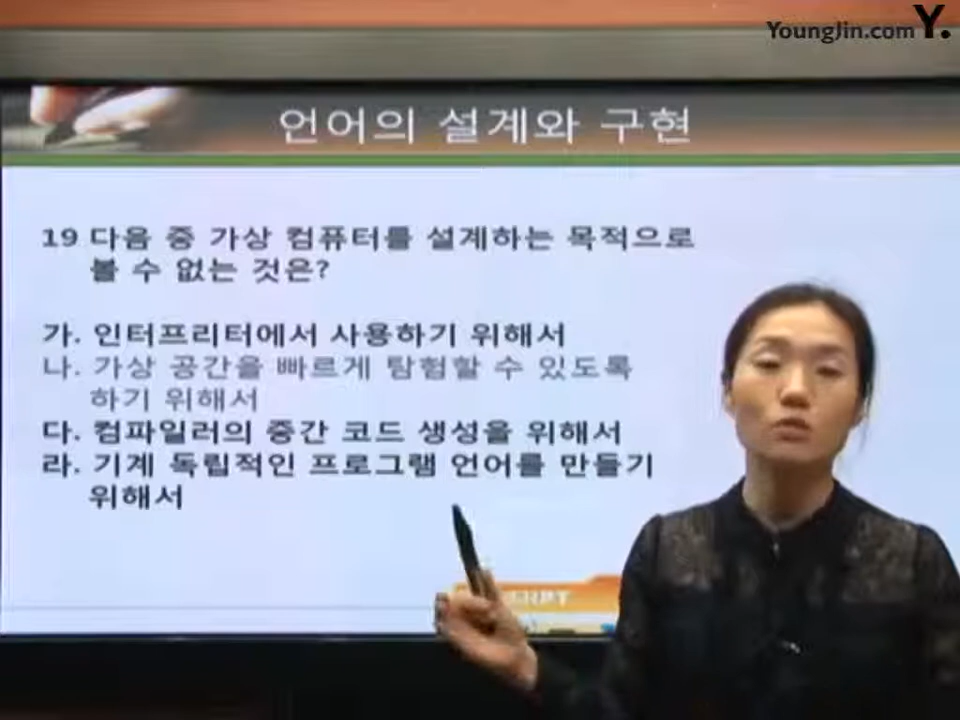 YoungJin.com Y.
언어의 설계와 구현
19 다음 중 가상 컴퓨터를 설계하는 목적으로
볼 수 없는 것은?
가. 인터프리터에서 사용하기 위해서
나. 가상 공간을 빠르게 탐험할 수 있도록
하기 위해서
다. 컴파일러의 중간 코드 생성을 위해서
라. 기계 독립적인 프로그램 언어를 만들기
위해서